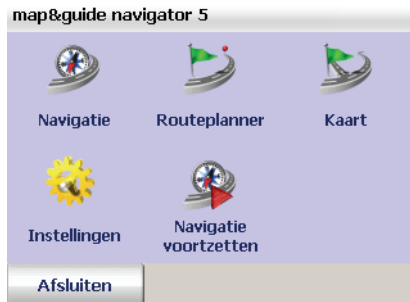 map&guide navigator 5
Navigatie
Routeplanner
Kaart
Instellingen
Navigatie
voortzetten
Afsluiten